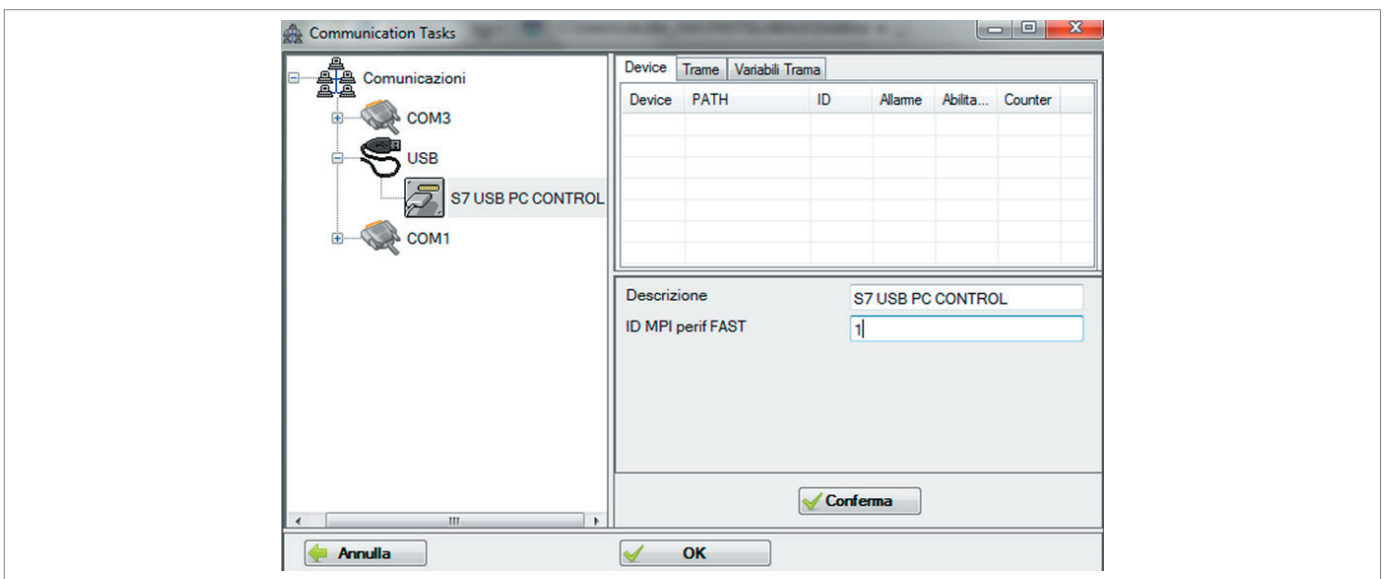 Communication Tasks
Comunicazioni
COM3
USB
S7 USB PC CONTROL
COM1
Device Trame Variabili Trama
Device PATH ID Allarme Abilita... Counter
Descrizione S7 USB PC CONTROL
ID MPI perif FAST 1
Conferma
Annulla OK